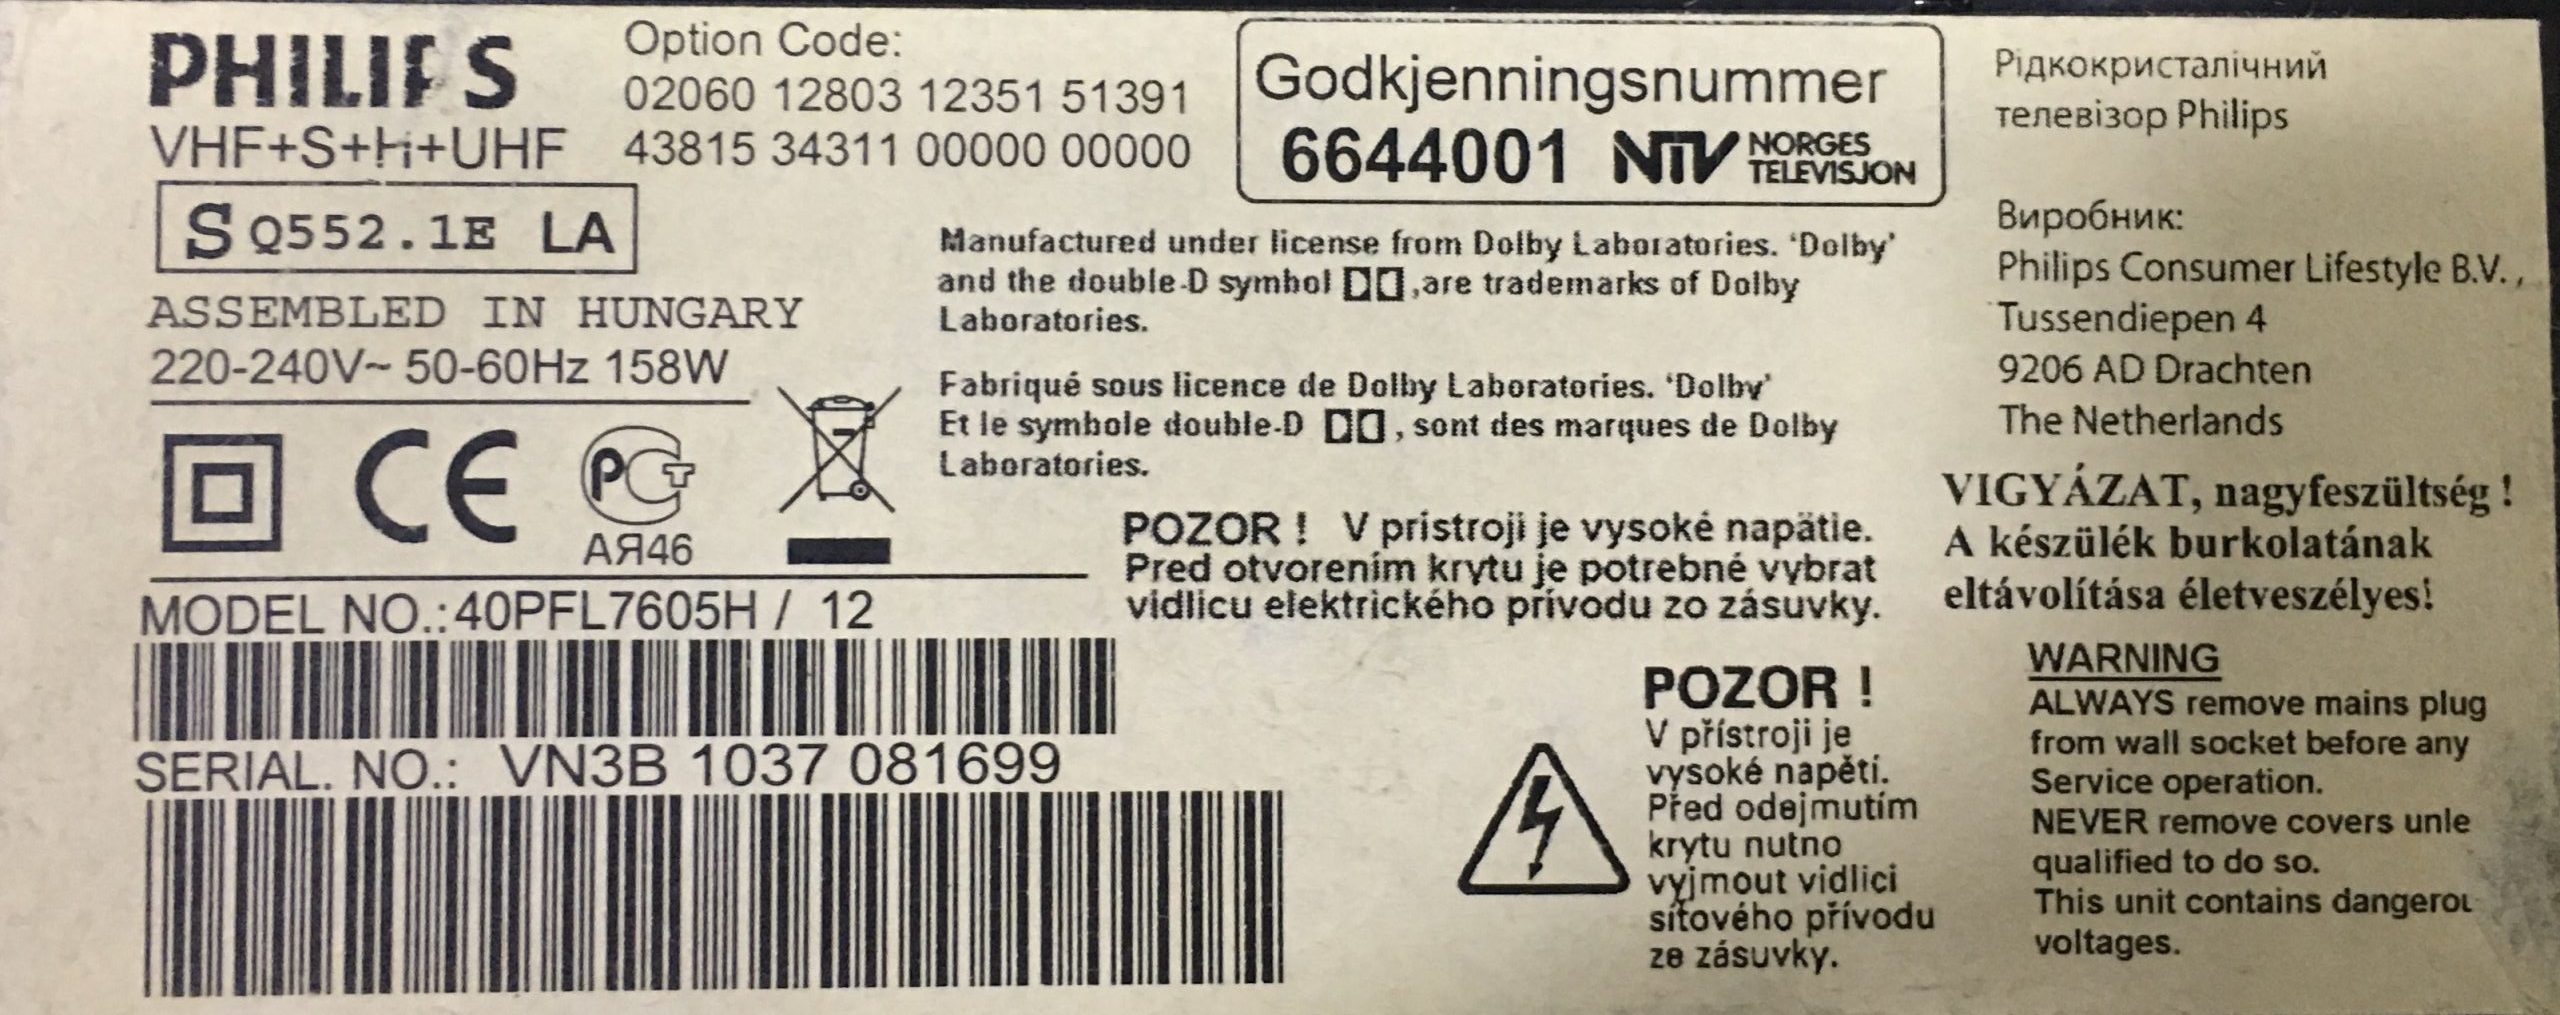 PHILIPS
VHF+S+H+UHF
S Q552.1E LA
ASSEMBLED IN HUNGARY
220-240V~ 50-60Hz 158W
Option Code:
02060 12803 12351 51391
43815 34311 00000 00000
Godkjenningsnummer
6644001 NTV NORGES
TELEVISJON
Manufactured under license from Dolby Laboratories. 'Dolby'
and the double-D symbol ,are trademarks of Dolby
Laboratories.
Fabriqué sous licence de Dolby Laboratories. 'Dolby'
Et le symbole double-D , sont des marques de Dolby
Laboratories.
Рідкокристалічний
телевізор Philips
Виробник:
Philips Consumer Lifestyle B.V.,
Tussendiepen 4
9206 AD Drachten
The Netherlands
CE
РСТ
АЯ46
MODEL NO.:40PFL7605H / 12
SERIAL. NO.: VN3B 1037 081699
POZOR ! V pristroji je vysoké napätie.
Pred otvorením krytu je potrebné vybrat
vidlicu elektrického prívodu zo zásuvky.
VIGYÁZAT, nagyfeszültség !
A készülék burkolatának
eltávolítása életveszélyes!
POZOR !
V přístroji je
vysoké napětí.
Před odejmutím
krytu nutno
vyjmout vidlici
síťového přívodu
ze zásuvky.
WARNING
ALWAYS remove mains plug
from wall socket before any
Service operation.
NEVER remove covers unle
qualified to do so.
This unit contains dangerou
voltages.